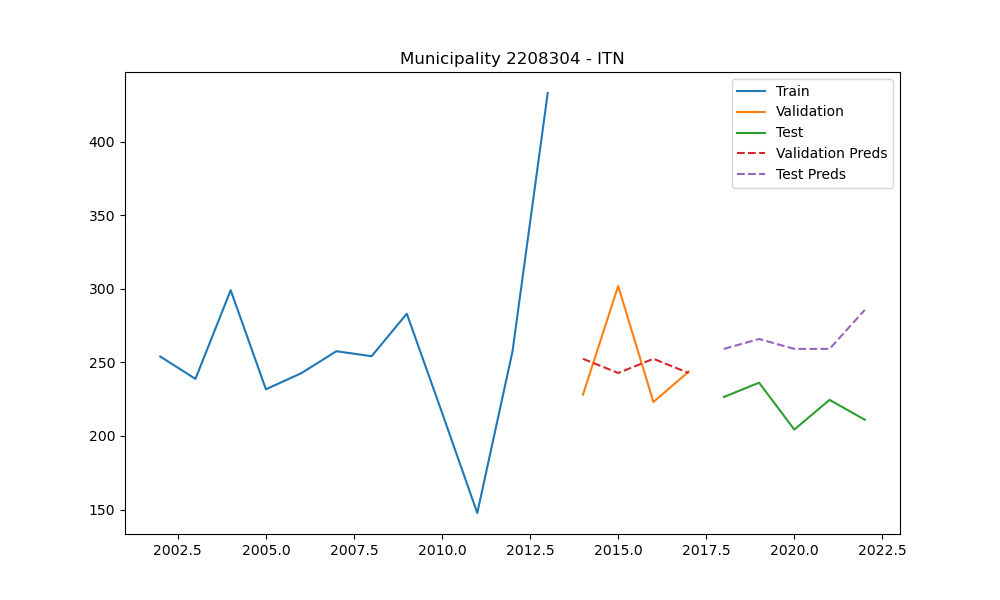 Municipality 2208304 - ITN
Train
Validation
Test
Validation Preds
Test Preds
400
350
300
250
200
150
2002.5 2005.0 2007.5 2010.0 2012.5 2015.0 2017.5 2020.0 2022.5